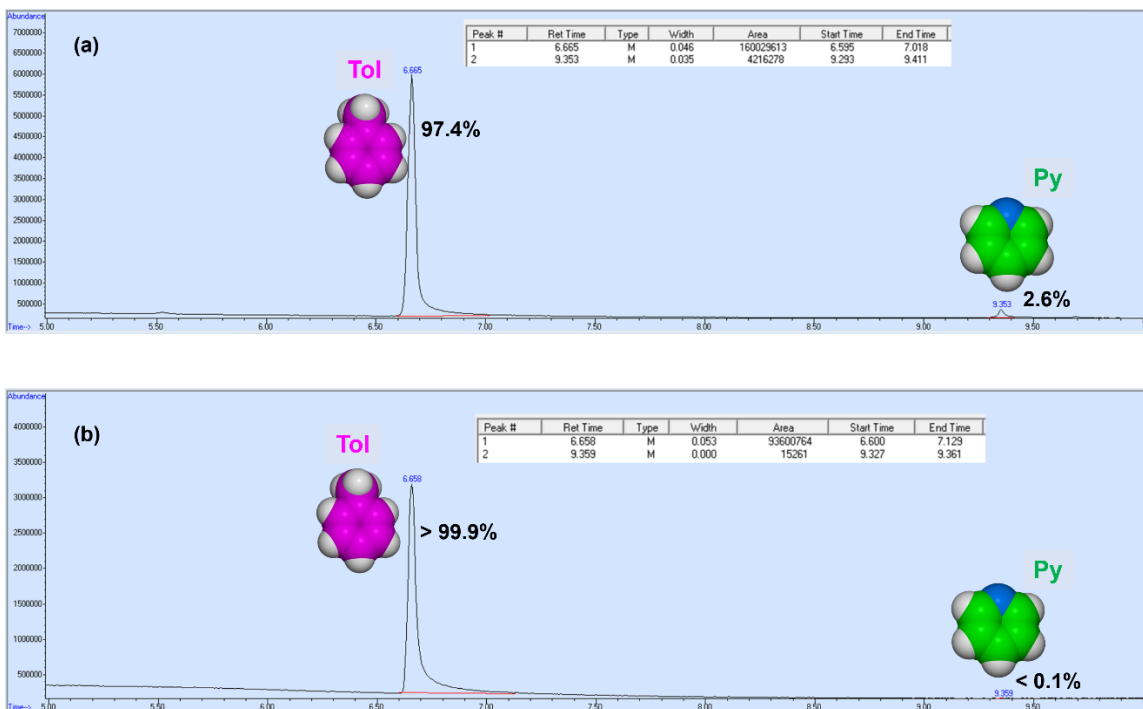 Abundance
7000000
6000000
5000000
4000000
3500000
3000000
2500000
2000000
1500000
1000000
500000
Time-->
5.00 5.50 6.00 6.50 7.00 7.50 8.00 8.50 9.00 9.50
(a)
Tol
6.665
97.4%
Peak # Ret Time Type Width Area Start Time End Time
1 6.665 M 0.046 160029613 6.595 7.018
2 9.353 M 0.035 4216278 9.293 9.411
Py
9.353
2.6%
Abundance
4000000
3500000
3000000
2500000
2000000
1500000
1000000
500000
Time-->
5.00 5.50 6.00 6.50 7.00 7.50 8.00 8.50 9.00 9.50
(b)
Tol
6.658
> 99.9%
Peak # Ret Time Type Width Area Start Time End Time
1 6.658 M 0.053 93600764 6.600 7.129
2 9.359 M 0.000 15261 9.327 9.361
Py
9.359
< 0.1%